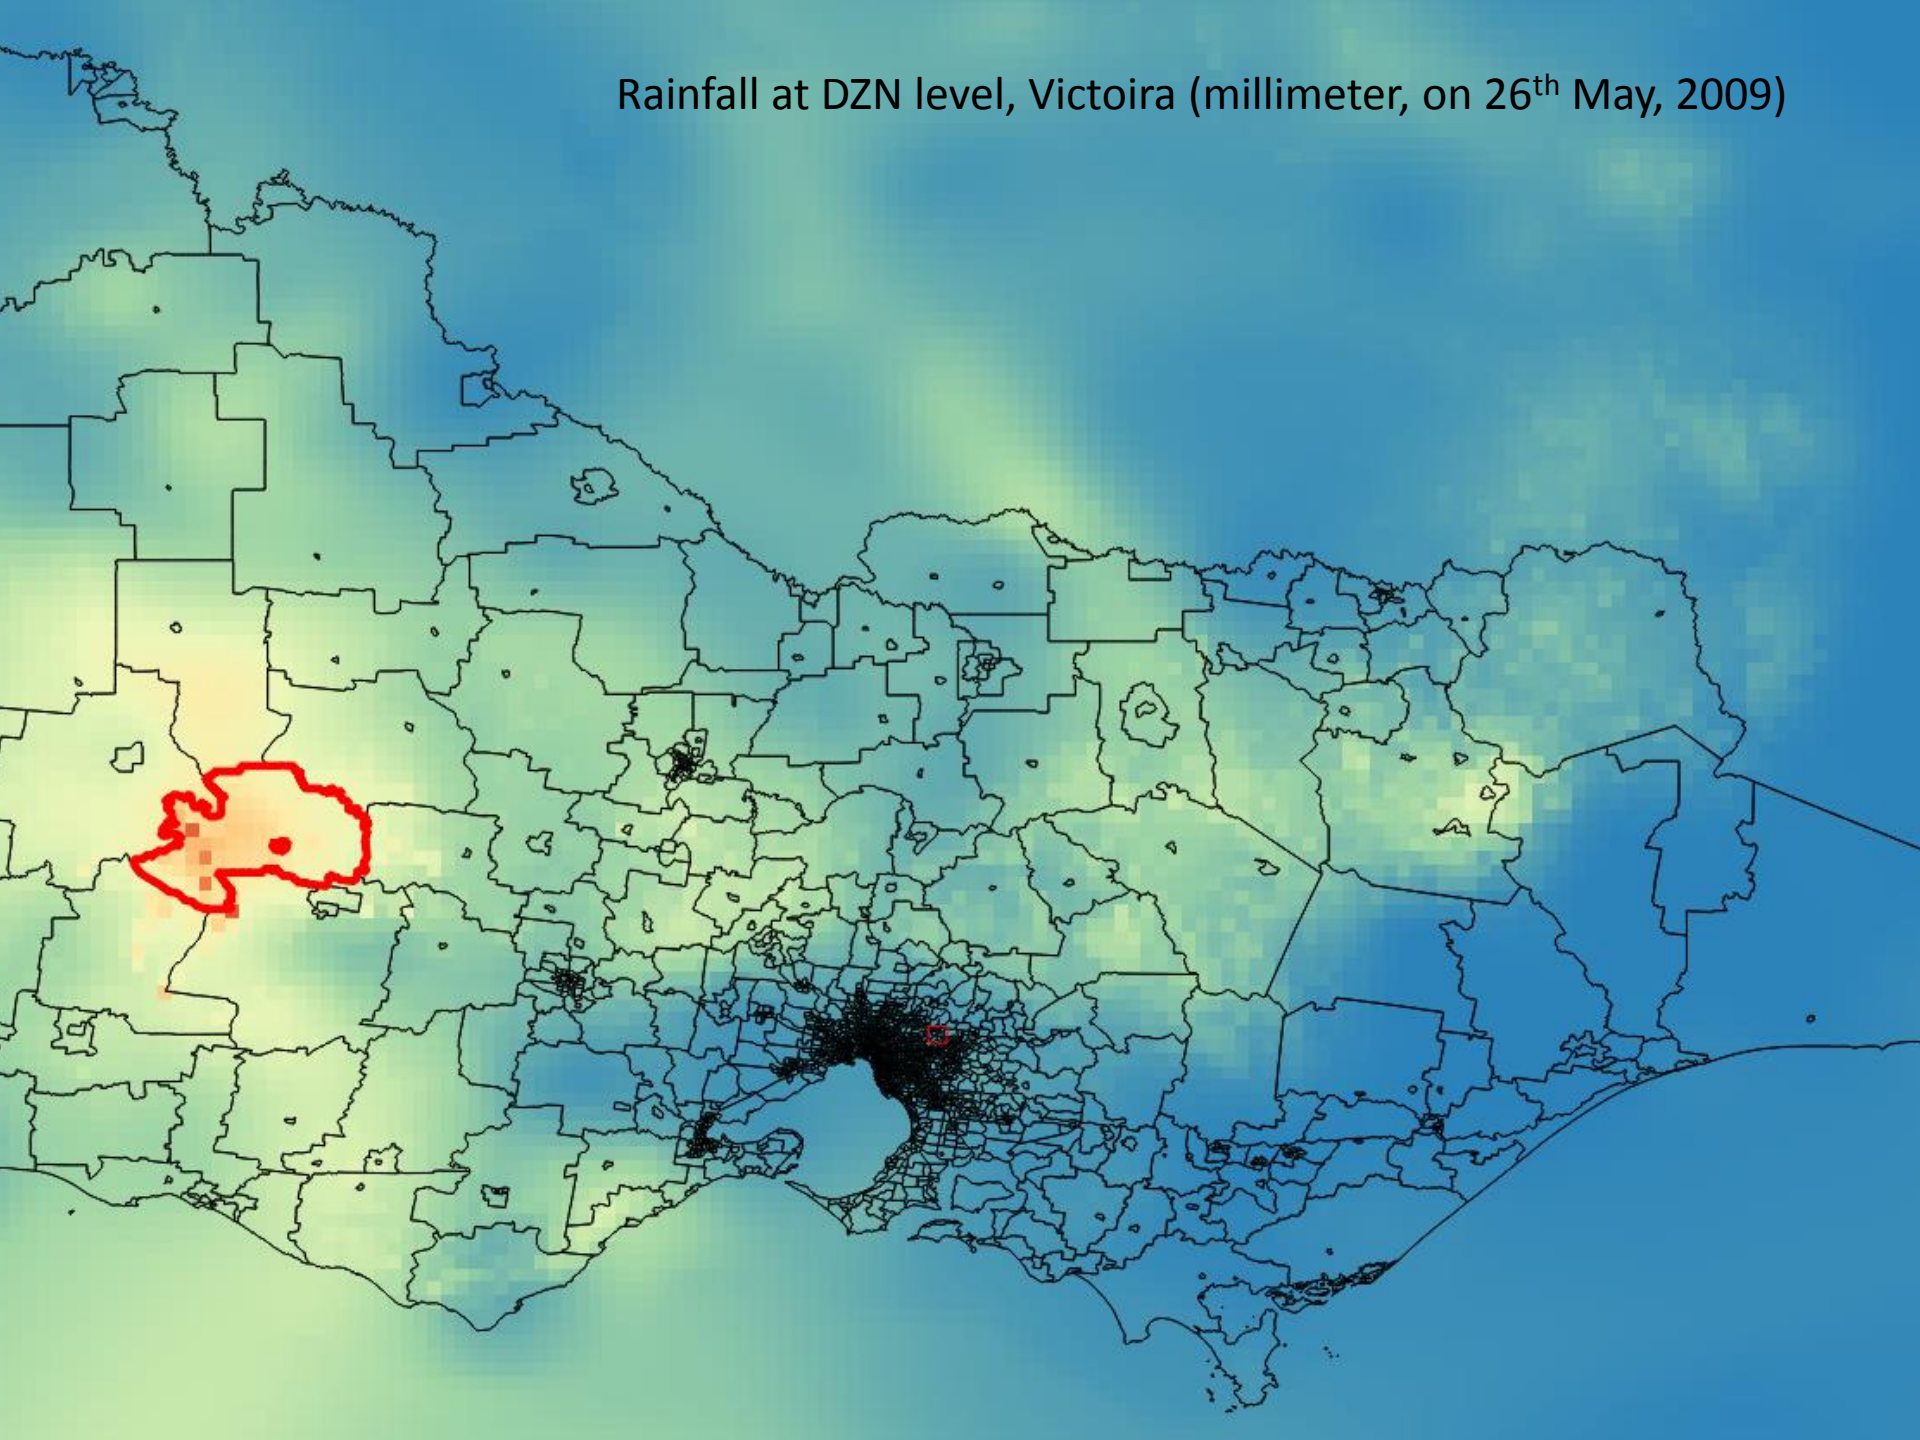 Rainfall at DZN level, Victoira (millimeter, on 26th May, 2009)